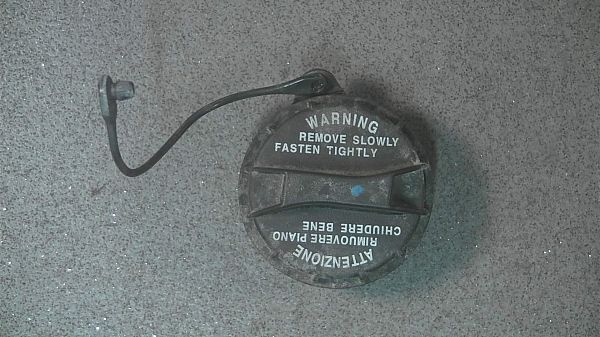 WARNING
REMOVE SLOWLY
FASTEN TIGHTLY
ATTENZIONE
RIMUOVERE PIANO
CHIUDERE BENE